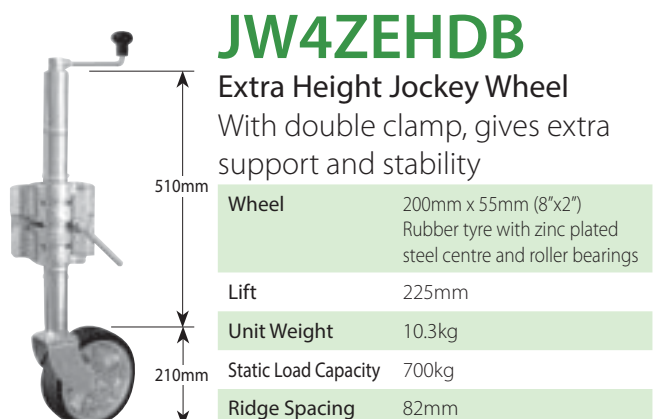 JW4ZEHDB
Extra Height Jockey Wheel
With double clamp, gives extra
support and stability
510mm
210mm
Wheel 200mm x 55mm (8”x2”)
Rubber tyre with zinc plated
steel centre and roller bearings
Lift 225mm
Unit Weight 10.3kg
Static Load Capacity 700kg
Ridge Spacing 82mm